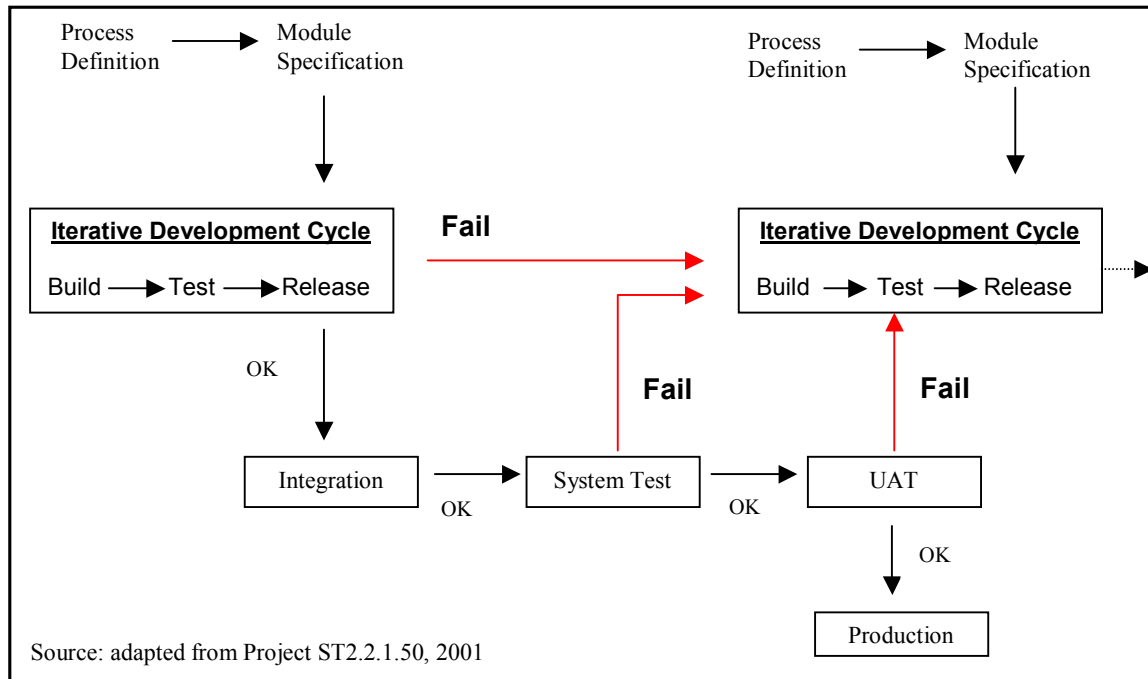 Process
Definition
Module
Specification
Process
Definition
Module
Specification
Iterative Development Cycle
Build
Test
Release
Fail
Iterative Development Cycle
Build
Test
Release
OK
Fail
Fail
Integration
OK
System Test
OK
UAT
OK
Production
Source: adapted from Project ST2.2.1.50, 2001